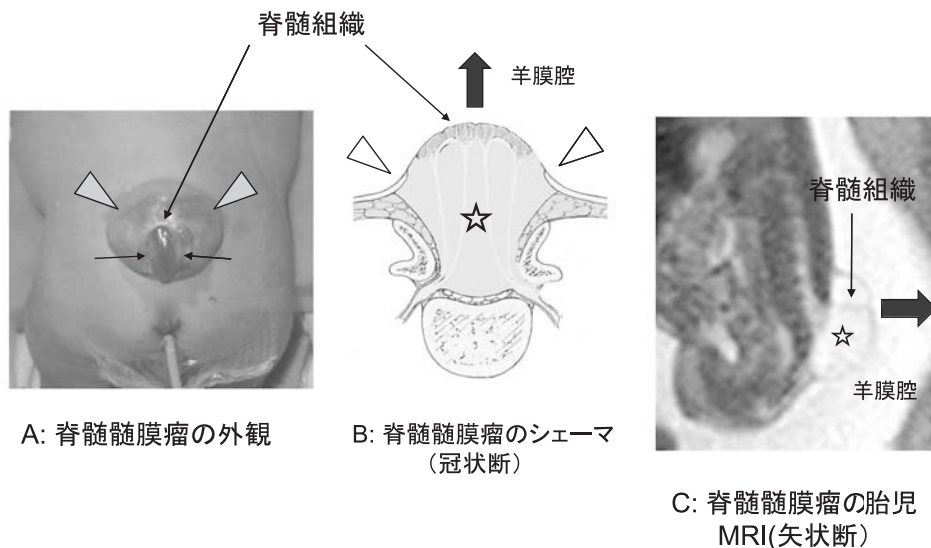 脊髄組織
羊膜腔
脊髄組織
羊膜腔
A: 脊髄髄膜瘤の外観
B: 脊髄髄膜瘤のシェーマ
(冠状断)
C: 脊髄髄膜瘤の胎児
MRI(矢状断)